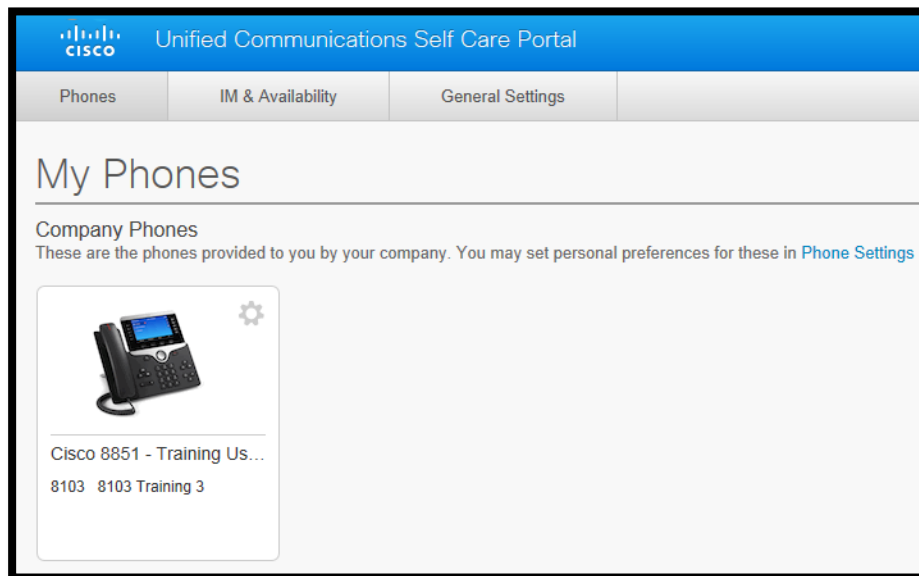 CISCO Unified Communications Self Care Portal
Phones IM & Availability General Settings
My Phones
Company Phones
These are the phones provided to you by your company. You may set personal preferences for these in Phone Settings
Cisco 8851 - Training Us...
8103 8103 Training 3